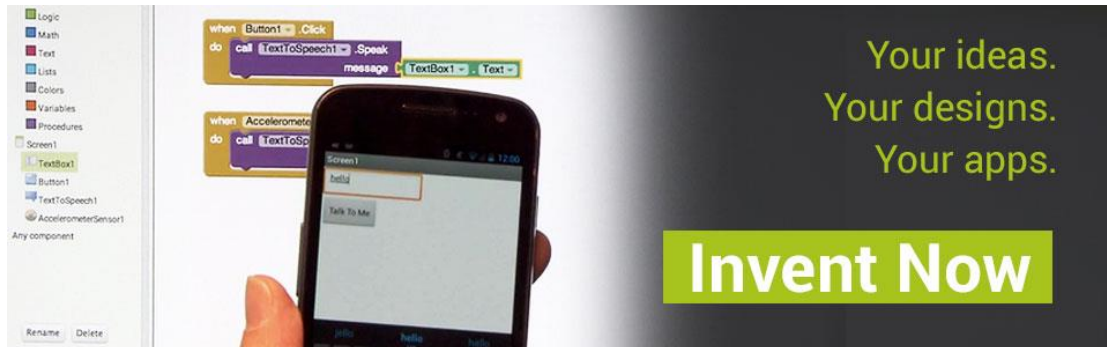 Logic
Math
Text
Lists
Colors
Variables
Procedures
Screen1
TextBox1
Button1
TextToSpeech1
AccelerometerSensor1
Any component
Rename Delete
when Button1 .Click
do call TextToSpeech1 .Speak
message TextBox1 . Text
when
do call
12:00
Screen1
hello
Talk To Me
jello hello hello
Your ideas.
Your designs.
Your apps.
Invent Now